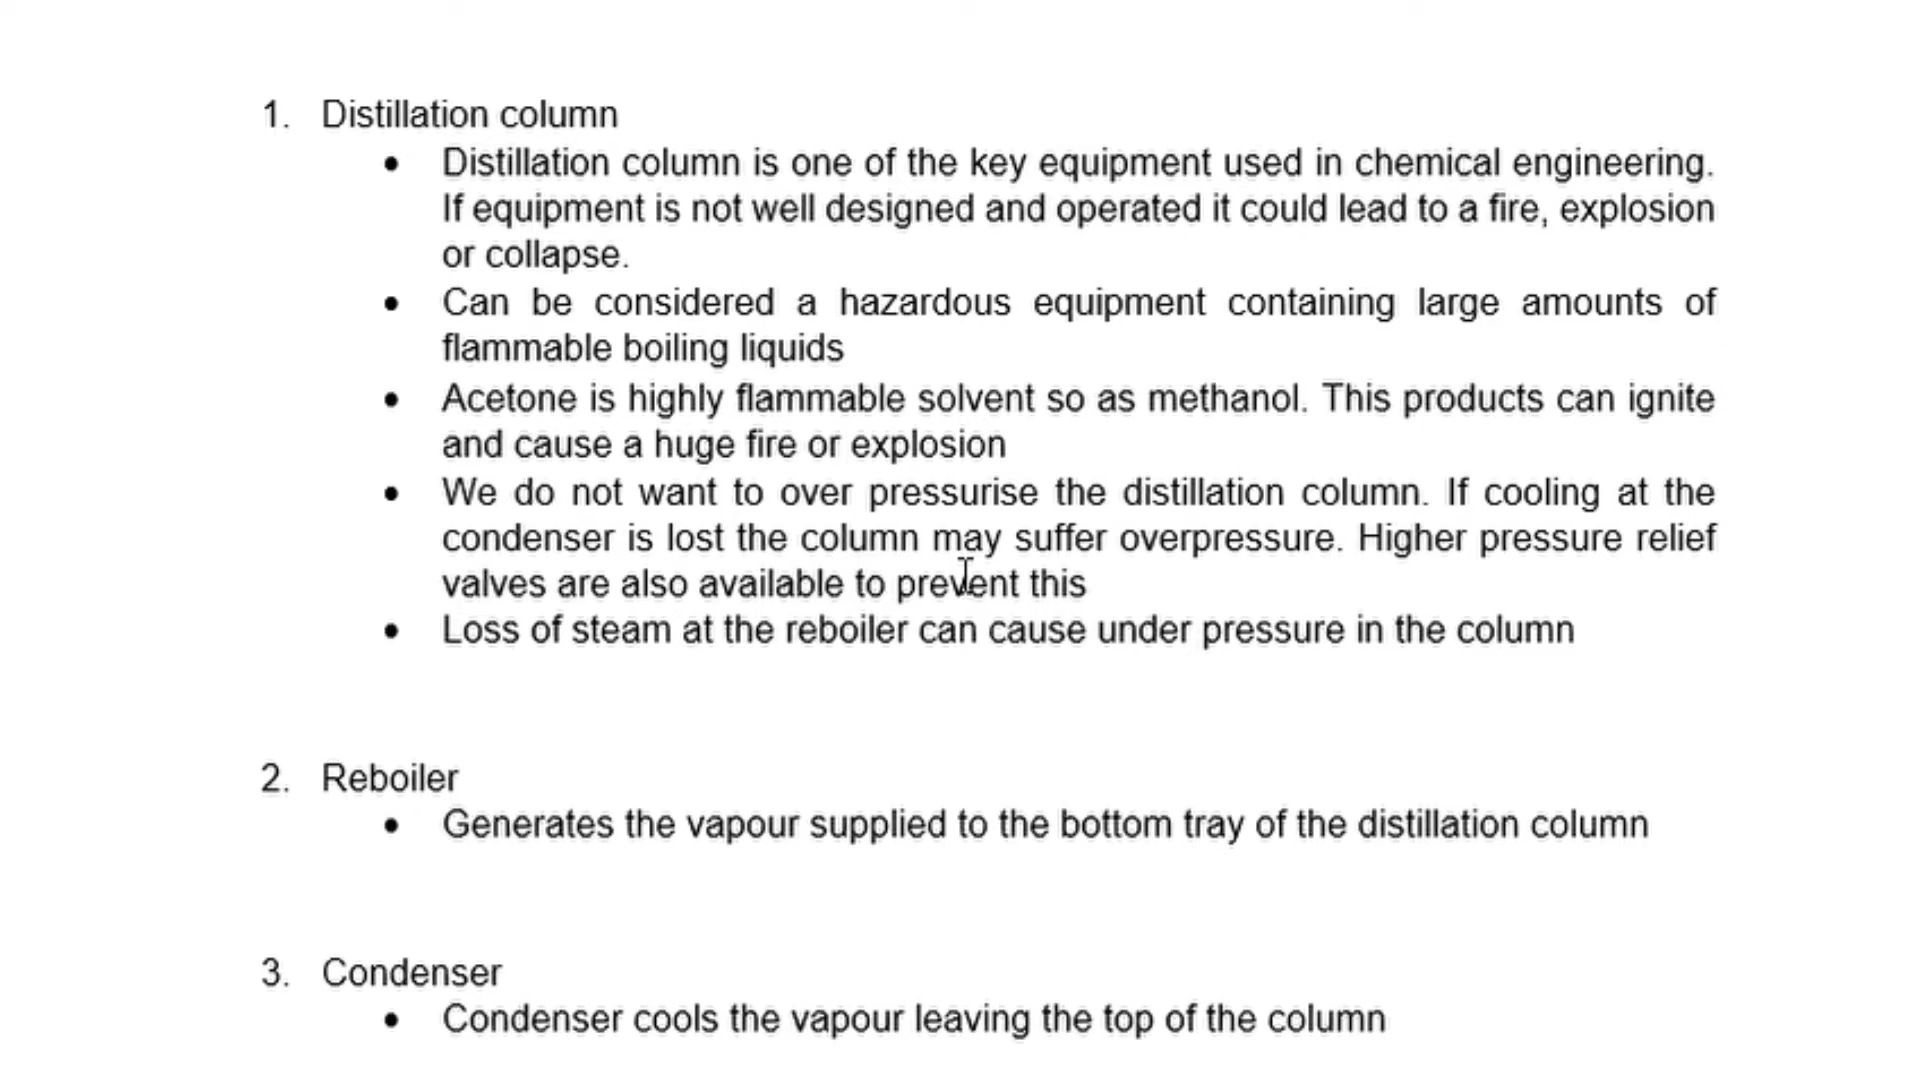 1. Distillation column
• Distillation column is one of the key equipment used in chemical engineering.
If equipment is not well designed and operated it could lead to a fire, explosion
or collapse.
• Can be considered a hazardous equipment containing large amounts of
flammable boiling liquids
• Acetone is highly flammable solvent so as methanol. This products can ignite
and cause a huge fire or explosion
• We do not want to over pressurise the distillation column. If cooling at the
condenser is lost the column may suffer overpressure. Higher pressure relief
valves are also available to prevent this
• Loss of steam at the reboiler can cause under pressure in the column
2. Reboiler
• Generates the vapour supplied to the bottom tray of the distillation column
3. Condenser
• Condenser cools the vapour leaving the top of the column